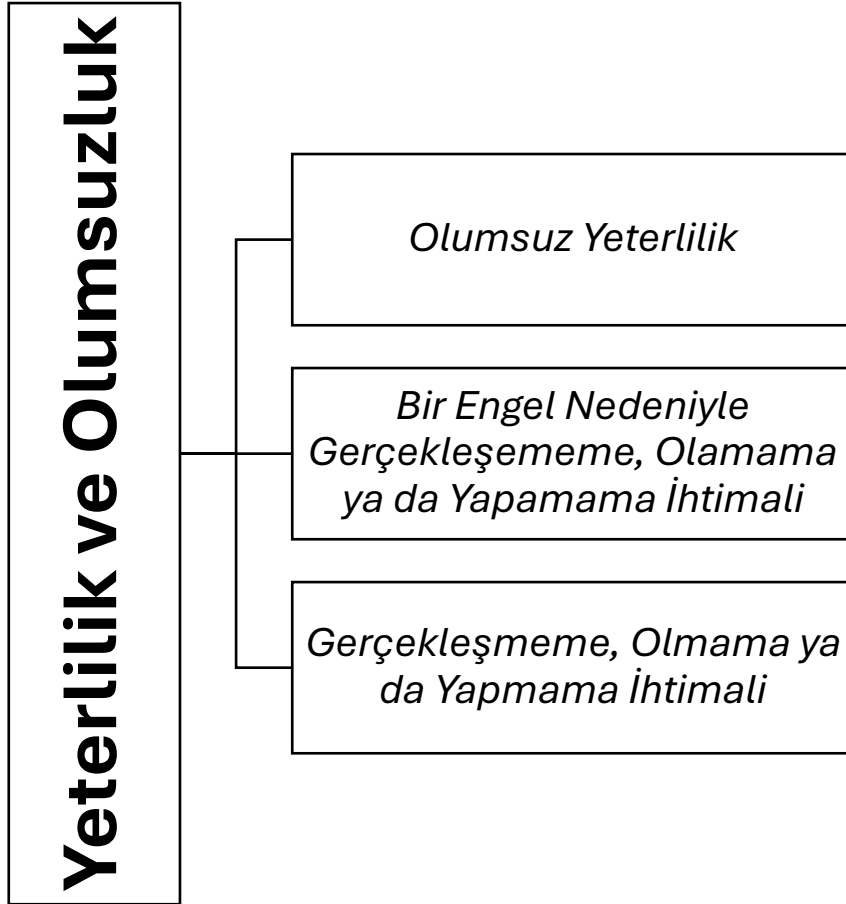 Yeterlilik ve Olumsuzluk
Olumsuz Yeterlilik
Bir Engel Nedeniyle
Gerçekleşememe, Olamama
ya da Yapamama İhtimali
Gerçekleşmeme, Olmama ya
da Yapmama İhtimali